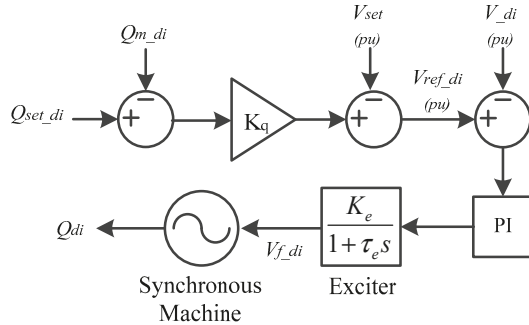 Qm_di
Vset
(pu)
V_di
(pu)
Qset_di
+
−
Kq
+
−
Vref_di
(pu)
+
−
Qdi
Vf_di
Ke
1 + τes
PI
Synchronous
Machine
Exciter